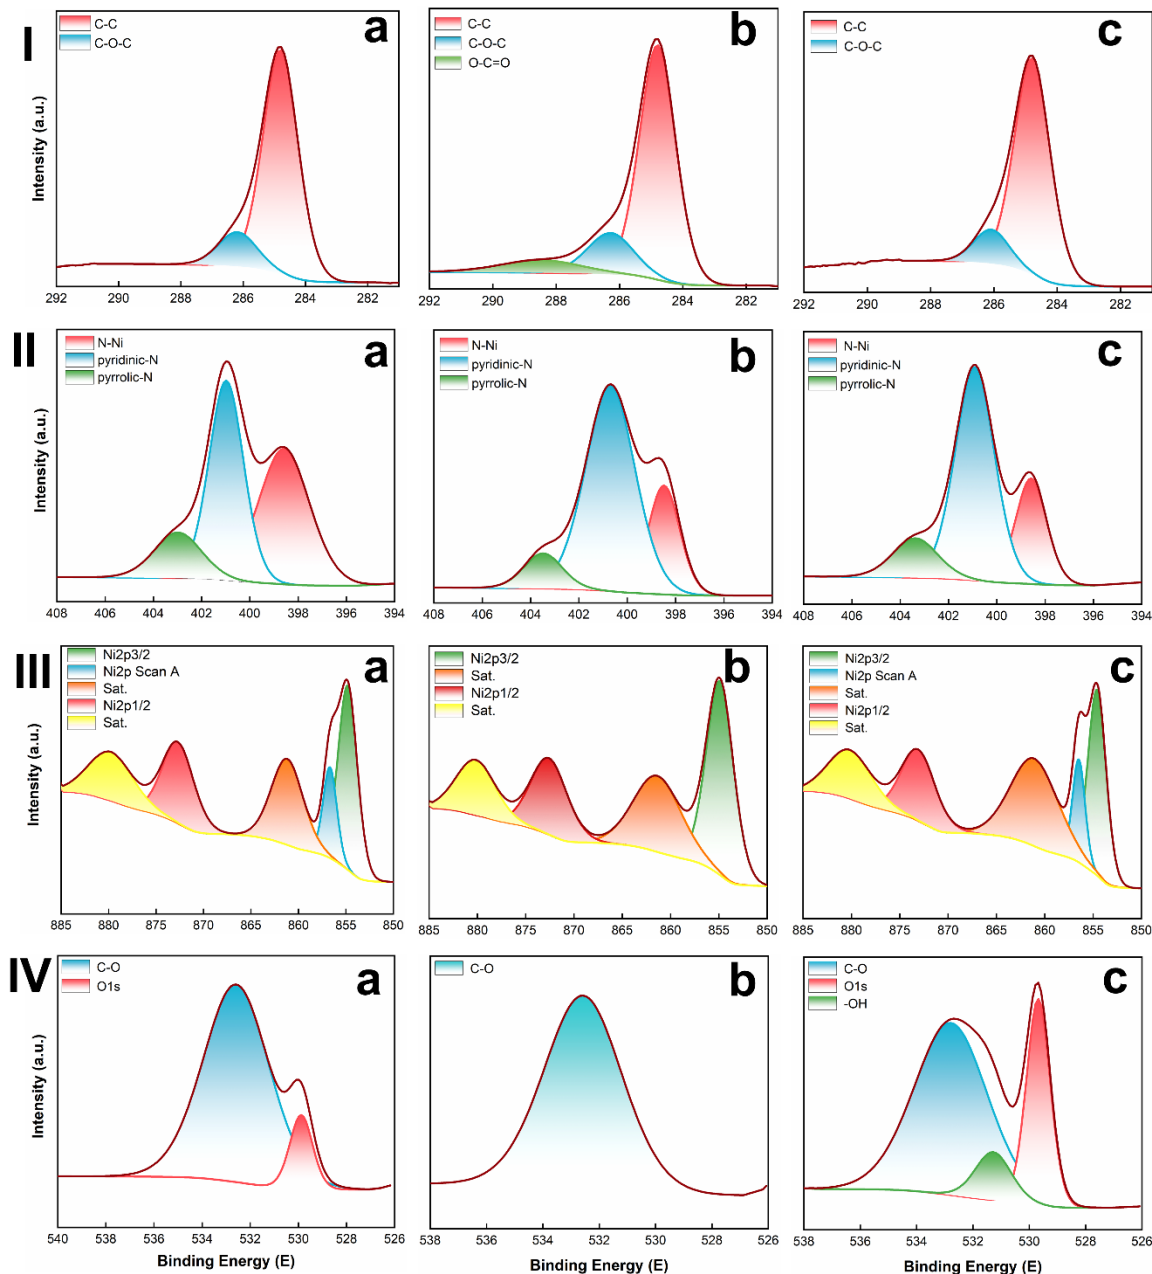 I
Intensity (a.u.)
C-C
C-O-C
a
292 290 288 286 284 282
C-C
C-O-C
O-C=O
b
292 290 288 286 284 282
C-C
C-O-C
c
292 290 288 286 284 282
II
Intensity (a.u.)
N-Ni
pyridinic-N
pyrrolic-N
a
408 406 404 402 400 398 396 394
N-Ni
pyridinic-N
pyrrolic-N
b
408 406 404 402 400 398 396 394
N-Ni
pyridinic-N
pyrrolic-N
c
408 406 404 402 400 398 396 394
III
Intensity (a.u.)
Ni2p3/2
Ni2p Scan A
Sat.
Ni2p1/2
Sat.
a
885 880 875 870 865 860 855 850
Ni2p3/2
Sat.
Ni2p1/2
Sat.
b
885 880 875 870 865 860 855 850
Ni2p3/2
Ni2p Scan A
Sat.
Ni2p1/2
Sat.
c
885 880 875 870 865 860 855 850
IV
Intensity (a.u.)
C-O
O1s
a
540 538 536 534 532 530 528 526
Binding Energy (E)
C-O
b
538 536 534 532 530 528 526
Binding Energy (E)
C-O
O1s
-OH
c
538 536 534 532 530 528 526
Binding Energy (E)